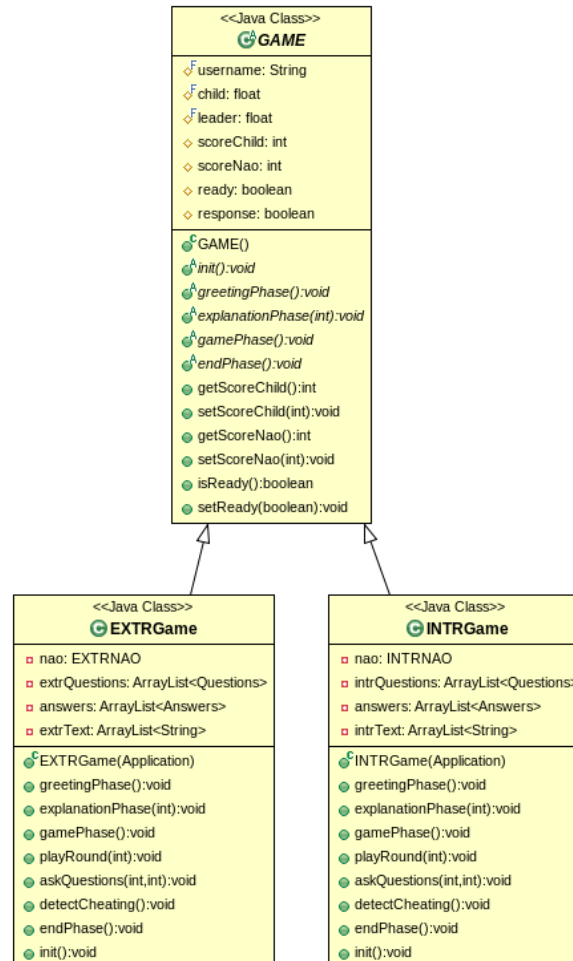 <<Java Class>>
GAME
username: String
child: float
leader: float
scoreChild: int
scoreNao: int
ready: boolean
response: boolean
GAME()
init():void
greetingPhase():void
explanationPhase(int):void
gamePhase():void
endPhase():void
getScoreChild():int
setScoreChild(int):void
getScoreNao():int
setScoreNao(int):void
isReady():boolean
setReady(boolean):void
<<Java Class>>
EXTRGame
nao: EXTRNAO
extrQuestions: ArrayList<Questions>
answers: ArrayList<Answers>
extrText: ArrayList<String>
EXTRGame(Application)
greetingPhase():void
explanationPhase(int):void
gamePhase():void
playRound(int):void
askQuestions(int,int):void
detectCheating():void
endPhase():void
init():void
<<Java Class>>
INTRGame
nao: INTRNAO
intrQuestions: ArrayList<Questions>
answers: ArrayList<Answers>
intrText: ArrayList<String>
INTRGame(Application)
greetingPhase():void
explanationPhase(int):void
gamePhase():void
playRound(int):void
askQuestions(int,int):void
detectCheating():void
endPhase():void
init():void